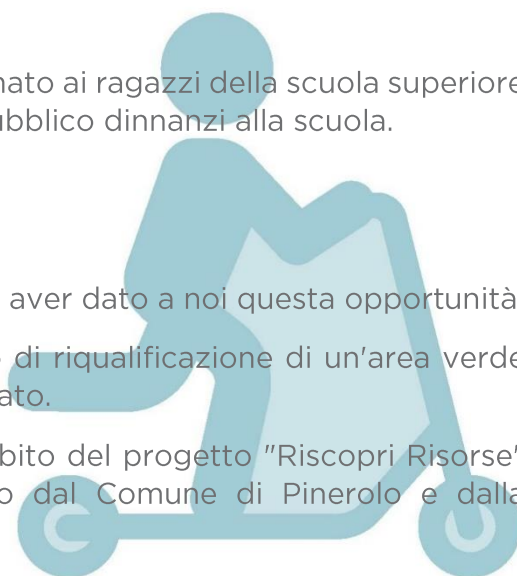 nato ai ragazzi della scuola superiore
ubblico dinnanzi alla scuola.
aver dato a noi questa opportunità
di riqualificazione di un'area verde
ato.
bito del progetto "Riscopri Risorse"
o dal Comune di Pinerolo e dalla